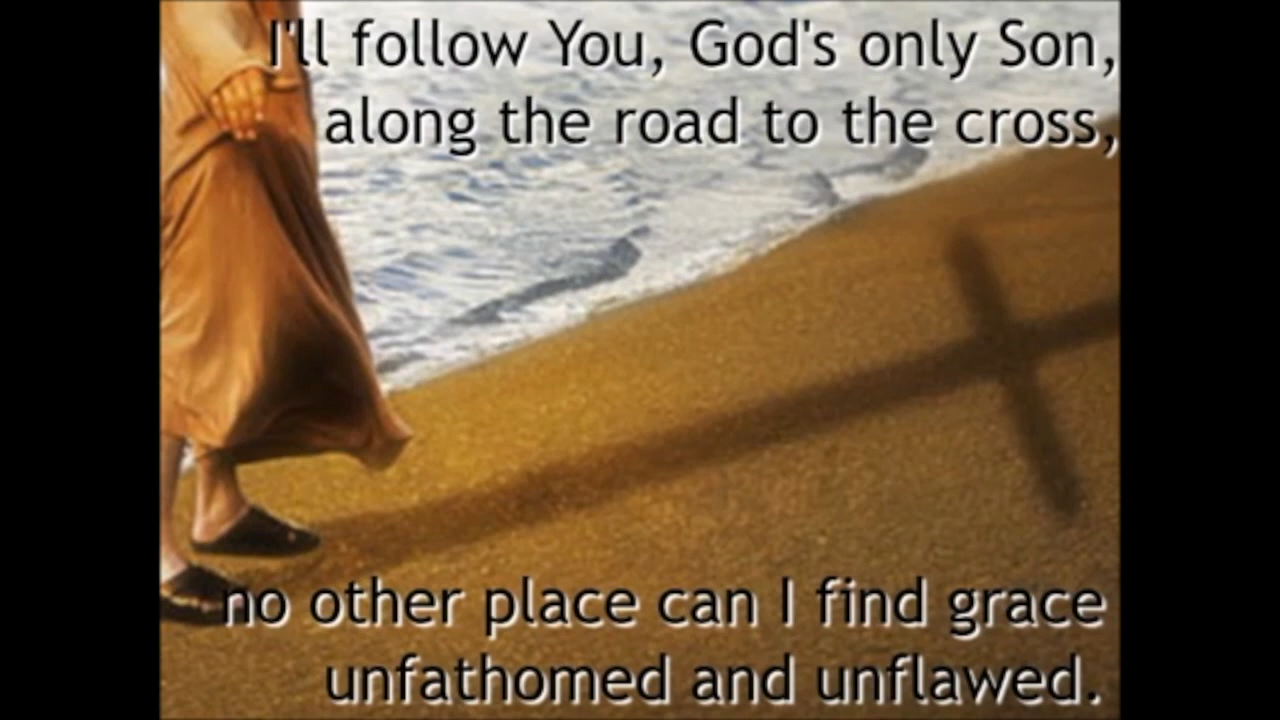 I'll follow You, God's only Son,
along the road to the cross,
no other place can I find grace
unfathomed and unflawed.